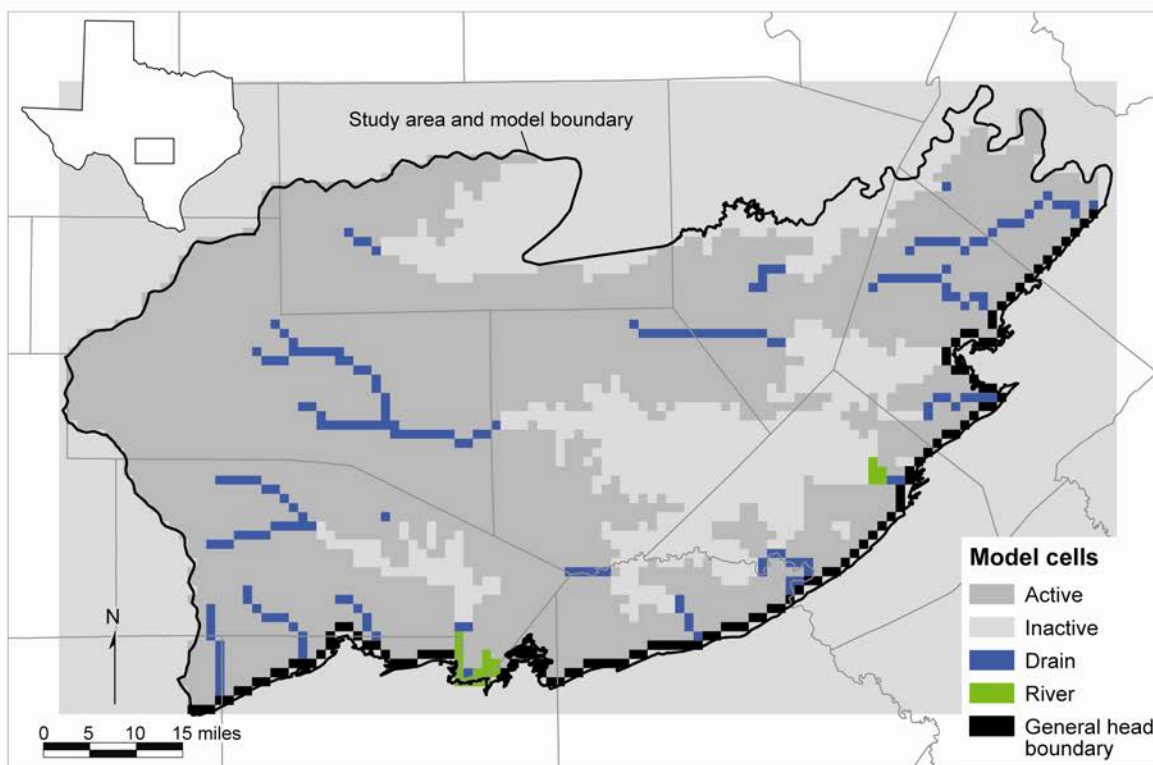 Study area and model boundary
N
0 5 10 15 miles
Model cells
Active
Inactive
Drain
River
General head
boundary